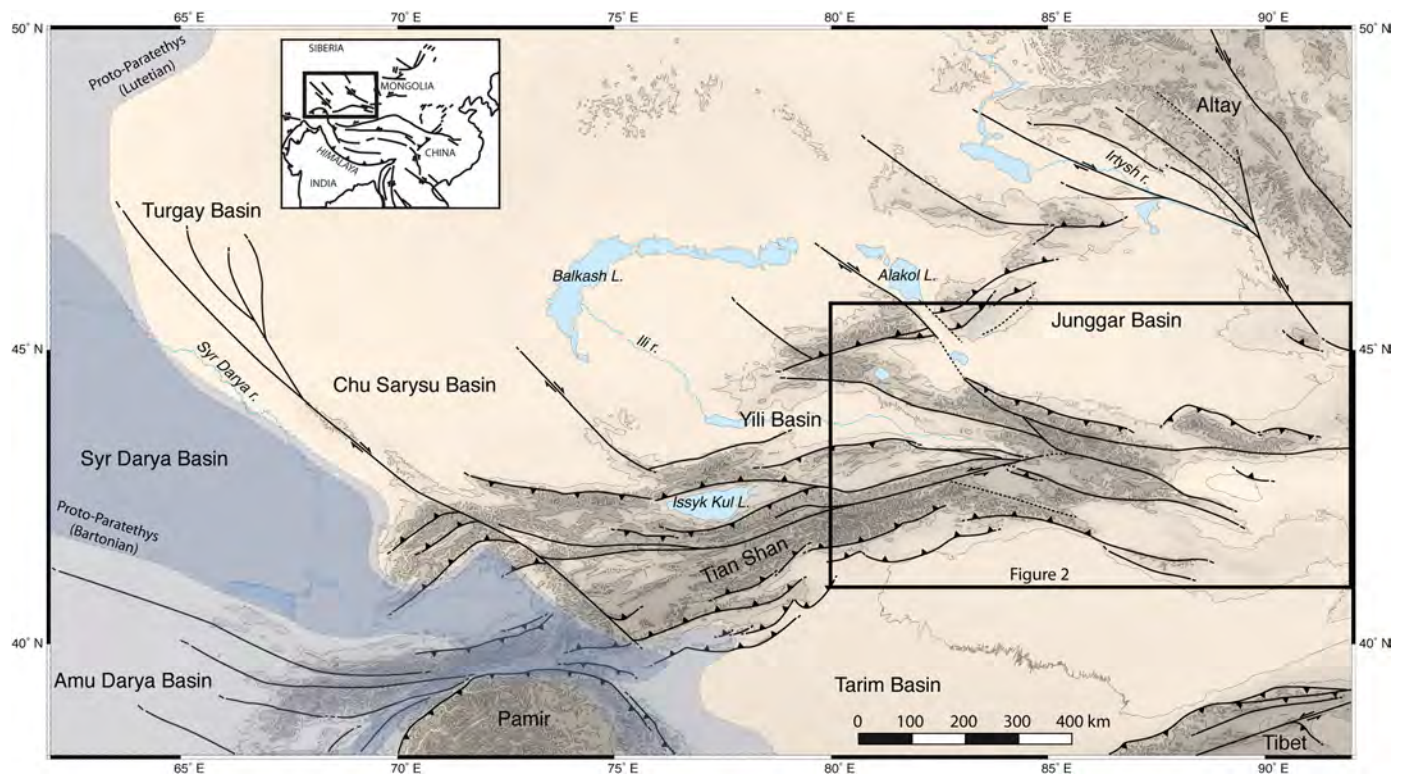 65° E
70° E
75° E
80° E
85° E
90° E
50° N
50° N
Proto-Paratethys
(Lutetian)
SIBERIA
MONGOLIA
CHINA
HIMALAYA
INDIA
Altay
Irtysh r.
Turgay Basin
Balkash L.
Alakol L.
Junggar Basin
45° N
45° N
Syr Darya r.
Ili r.
Chu Sarysu Basin
Yili Basin
Syr Darya Basin
Issyk Kul L.
Proto-Paratethys
(Bartonian)
Tian Shan
Figure 2
40° N
40° N
Amu Darya Basin
Tarim Basin
Pamir
0 100 200 300 400 km
Tibet
65° E
70° E
75° E
80° E
85° E
90° E